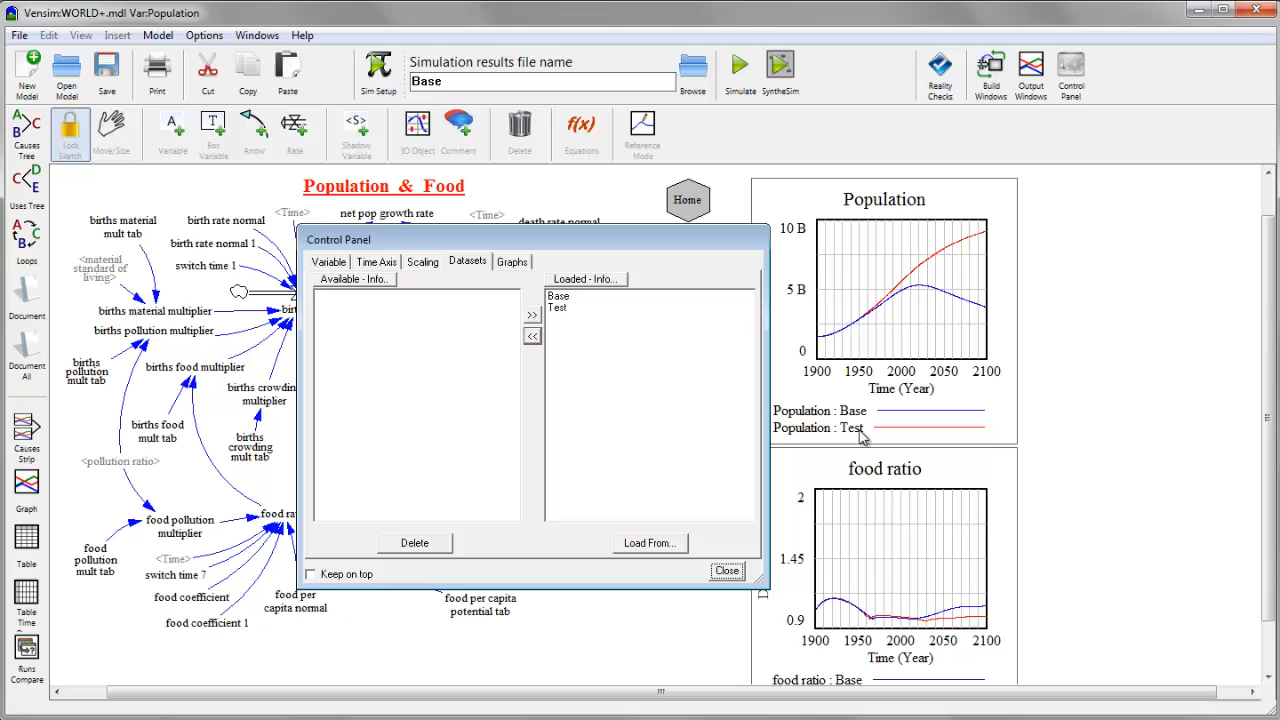 Vensim:WORLD+.mdl Var:Population
File Edit View Insert Model Options Windows Help
New Model
Open Model
Save
Print
Cut
Copy
Paste
Sim Setup
Simulation results file name
Base
Browse
Simulate
SyntheSim
Reality Checks
Build Windows
Output Windows
Control Panel
Causes Tree
Lock Sketch
Move/Size
Variable
Box Variable
Arrow
Rate
Shadow Variable
IO Object
Comment
Delete
Equations
Reference Mode
Uses Tree
Loops
Document
Document All
Causes Strip
Graph
Table
Table Time
Runs Compare
Population & Food
Home
births material
mult tab
birth rate normal
<Time>
net pop growth rate
<Time>
death rate normal
birth rate normal 1
<material
standard of
living>
switch time 1
births material multiplier
births pollution multiplier
births
pollution
mult tab
births food multiplier
births crowding
multiplier
births food
mult tab
births
crowding
mult tab
<pollution ratio>
food pollution
multiplier
food
pollution
mult tab
<Time>
switch time 7
food coefficient
food coefficient 1
food per
capita normal
food per capita
potential tab
Control Panel
Variable Time Axis Scaling Datasets Graphs
Available - Info..
Loaded - Info...
>>
<<
Base
Test
Delete
Load From...
Keep on top
Close
Population
10 B
5 B
0
1900 1950 2000 2050 2100
Time (Year)
Population : Base
Population : Test
food ratio
2
1.45
0.9
1900 1950 2000 2050 2100
Time (Year)
food ratio : Base